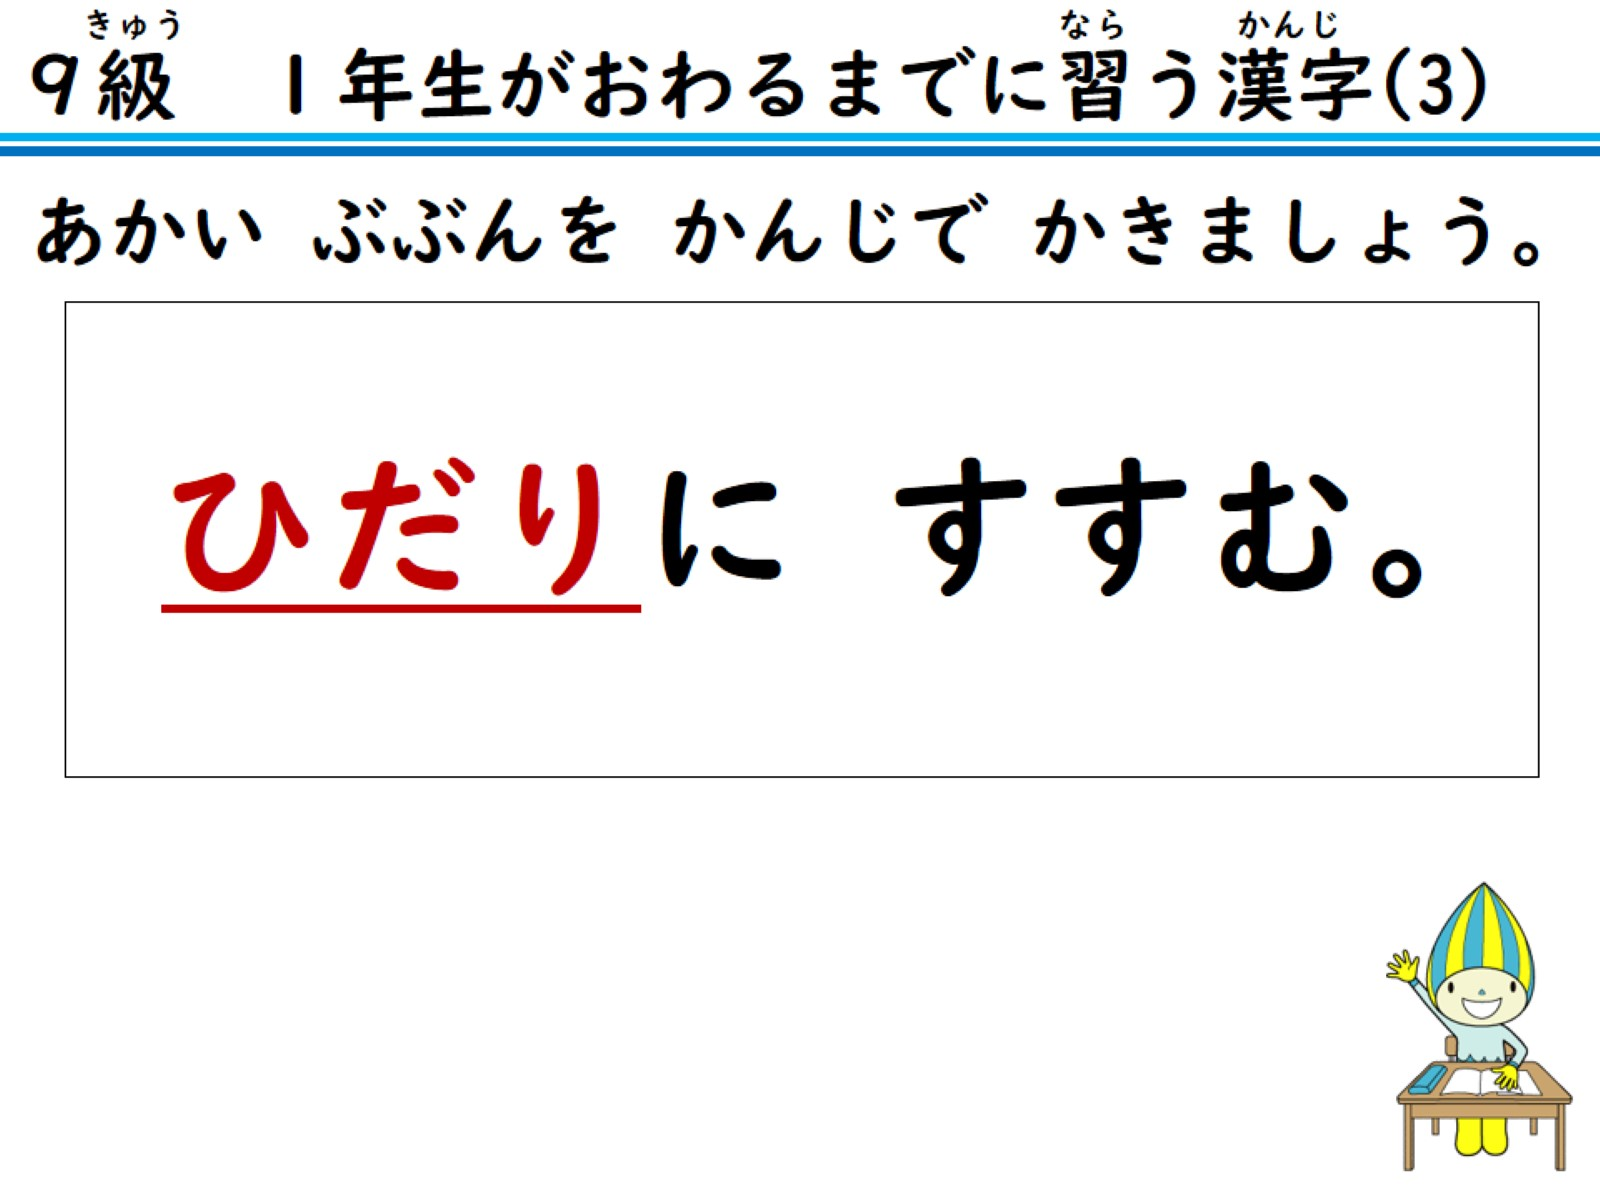 きゅう なら かんじ
9級 1年生がおわるまでに習う漢字(3)
あかい ぶぶんを かんじで かきましょう。
ひだりに すすむ。